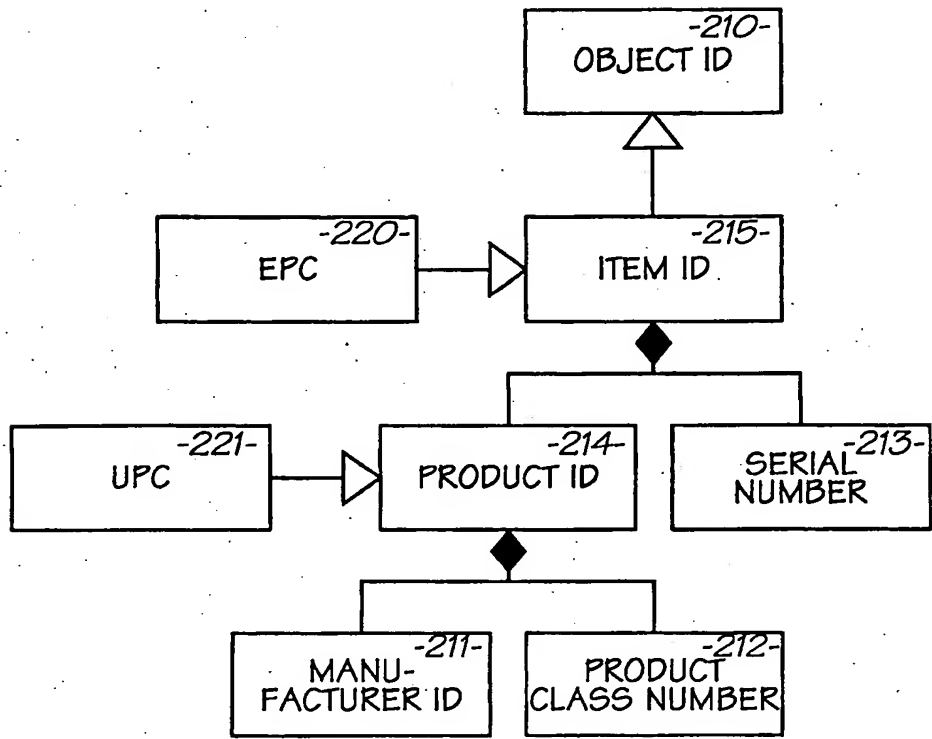 -210-
OBJECT ID
-220-
EPC
-215-
ITEM ID
-221-
UPC
-214-
PRODUCT ID
-213-
SERIAL
NUMBER
-211-
MANU-
FACTURER ID
-212-
PRODUCT
CLASS NUMBER